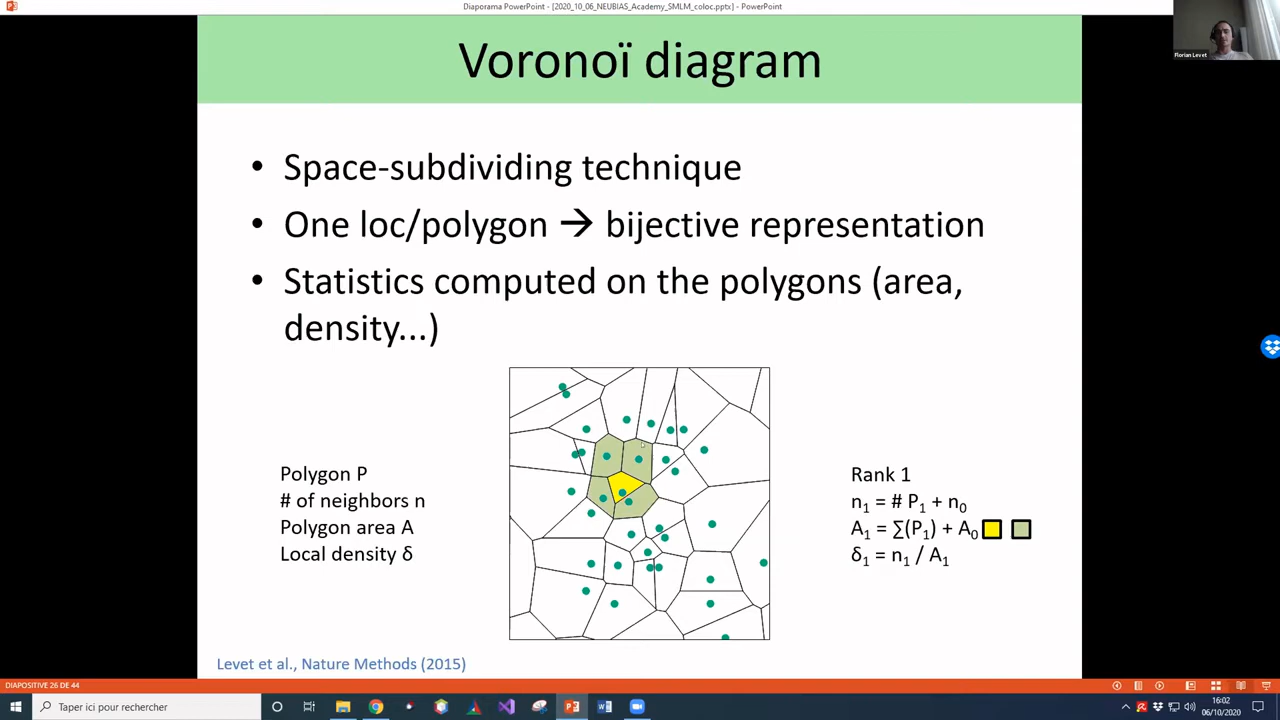 Diaporama PowerPoint - [2020_10_06_NEUBIAS_Academy_SMLM_coloc.pptx] - PowerPoint
Florian Levet
Voronoï diagram
• Space-subdividing technique
• One loc/polygon → bijective representation
• Statistics computed on the polygons (area,
density...)
Polygon P
# of neighbors n
Polygon area A
Local density δ
Rank 1
n₁ = # P₁ + n₀
A₁ = ∑(P₁) + A₀
δ₁ = n₁ / A₁
Levet et al., Nature Methods (2015)
DIAPOSITIVE 26 DE 44
Taper ici pour rechercher
16:02
06/10/2020